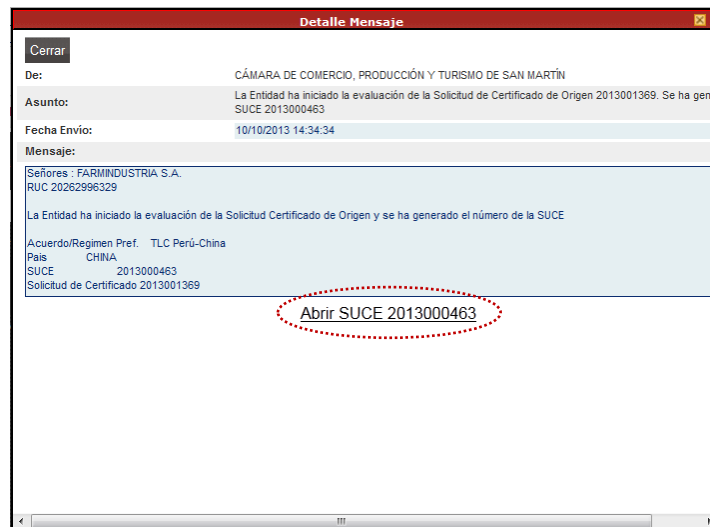 Detalle Mensaje
Cerrar
De: CÁMARA DE COMERCIO, PRODUCCIÓN Y TURISMO DE SAN MARTÍN
Asunto: La Entidad ha iniciado la evaluación de la Solicitud de Certificado de Origen 2013001369. Se ha gen
SUCE 2013000463
Fecha Envío: 10/10/2013 14:34:34
Mensaje:
Señores : FARMINDUSTRIA S.A.
RUC 20262996329
La Entidad ha iniciado la evaluación de la Solicitud Certificado de Origen y se ha generado el número de la SUCE
Acuerdo/Regimen Pref. TLC Perú-China
Pais CHINA
SUCE 2013000463
Solicitud de Certificado 2013001369
Abrir SUCE 2013000463